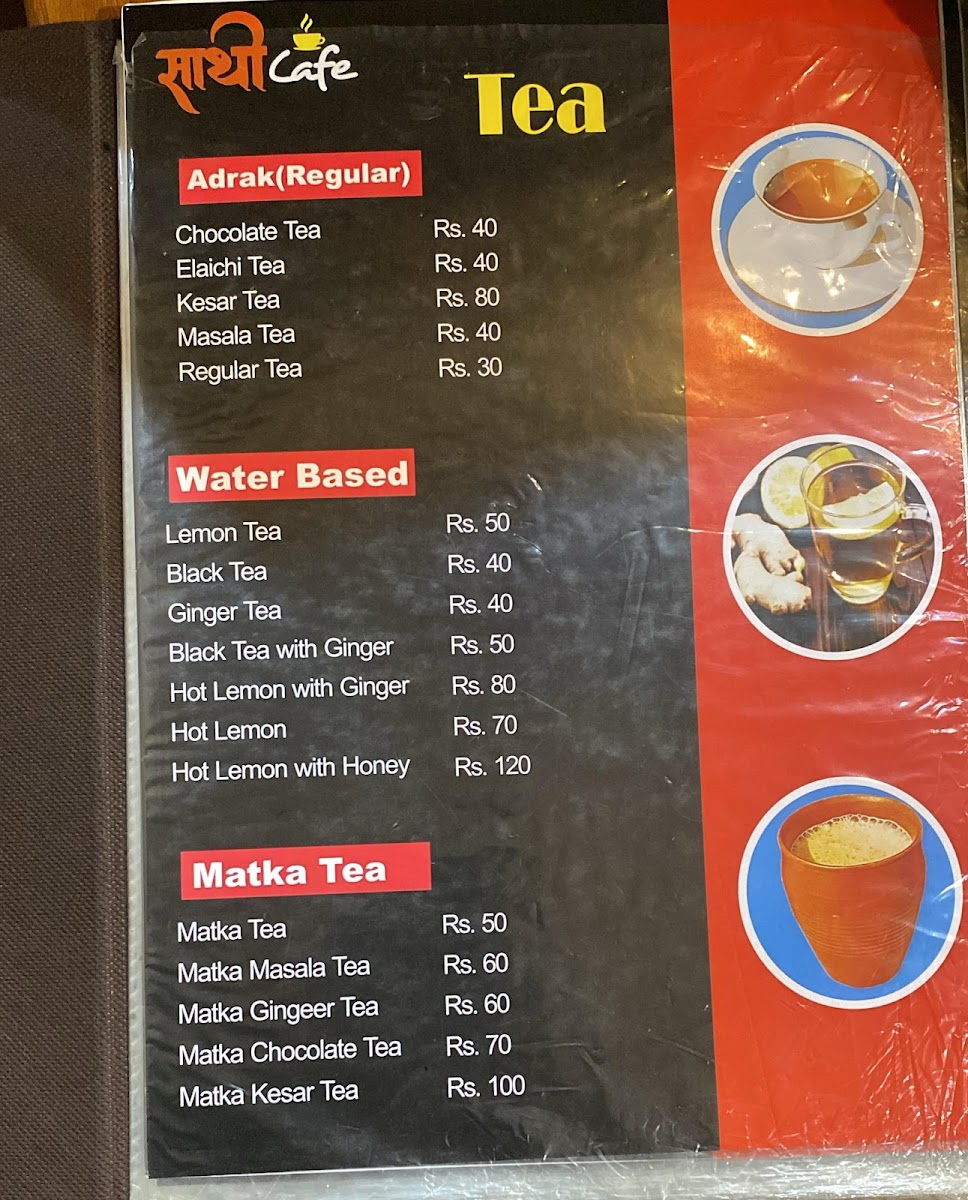 साथी Cafe
Tea
Adrak(Regular)
Chocolate Tea Rs. 40
Elaichi Tea Rs. 40
Kesar Tea Rs. 80
Masala Tea Rs. 40
Regular Tea Rs. 30
Water Based
Lemon Tea Rs. 50
Black Tea Rs. 40
Ginger Tea Rs. 40
Black Tea with Ginger Rs. 50
Hot Lemon with Ginger Rs. 80
Hot Lemon Rs. 70
Hot Lemon with Honey Rs. 120
Matka Tea
Matka Tea Rs. 50
Matka Masala Tea Rs. 60
Matka Gingeer Tea Rs. 60
Matka Chocolate Tea Rs. 70
Matka Kesar Tea Rs. 100